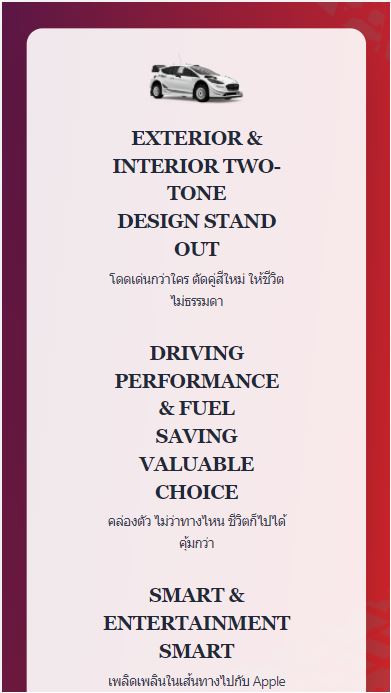 EXTERIOR &
INTERIOR TWO-
TONE
DESIGN STAND
OUT
โดดเด่นกว่าใคร ตัดคู่สีใหม่ ให้ชีวิต
ไม่ธรรมดา
DRIVING
PERFORMANCE
& FUEL
SAVING
VALUABLE
CHOICE
คล่องตัว ไม่ว่าทางไหน ชีวิตก็ไปได้
คุ้มกว่า
SMART &
ENTERTAINMENT
SMART
เพลิดเพลินในเส้นทางไปกับ Apple